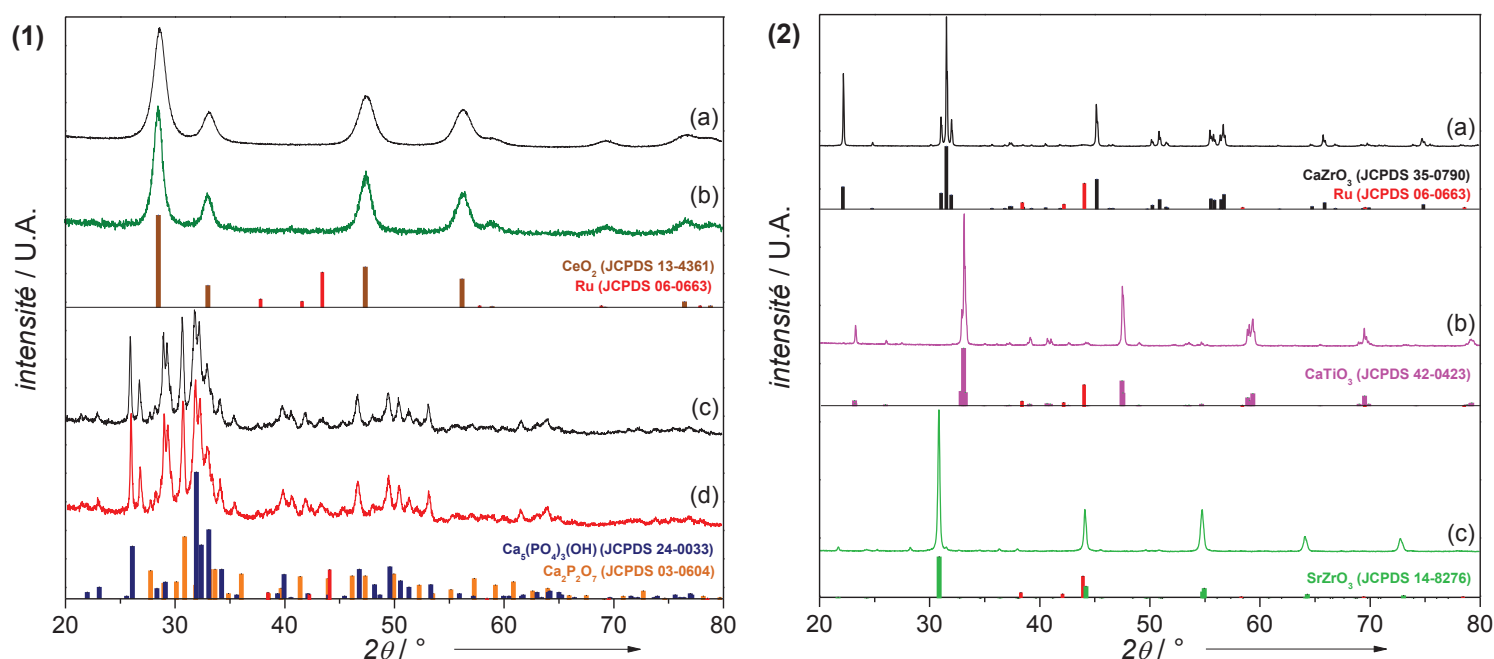 (1)
(a)
(b)
CeO₂ (JCPDS 13-4361)
Ru (JCPDS 06-0663)
(c)
(d)
Ca₅(PO₄)₃(OH) (JCPDS 24-0033)
Ca₂P₂O₇ (JCPDS 03-0604)
intensité / U.A.
intensité / U.A.
20 30 40 50 60 70 80
2θ / °
(2)
(a)
CaZrO₃ (JCPDS 35-0790)
Ru (JCPDS 06-0663)
(b)
CaTiO₃ (JCPDS 42-0423)
(c)
SrZrO₃ (JCPDS 14-8276)
intensité / U.A.
20 30 40 50 60 70 80
2θ / °